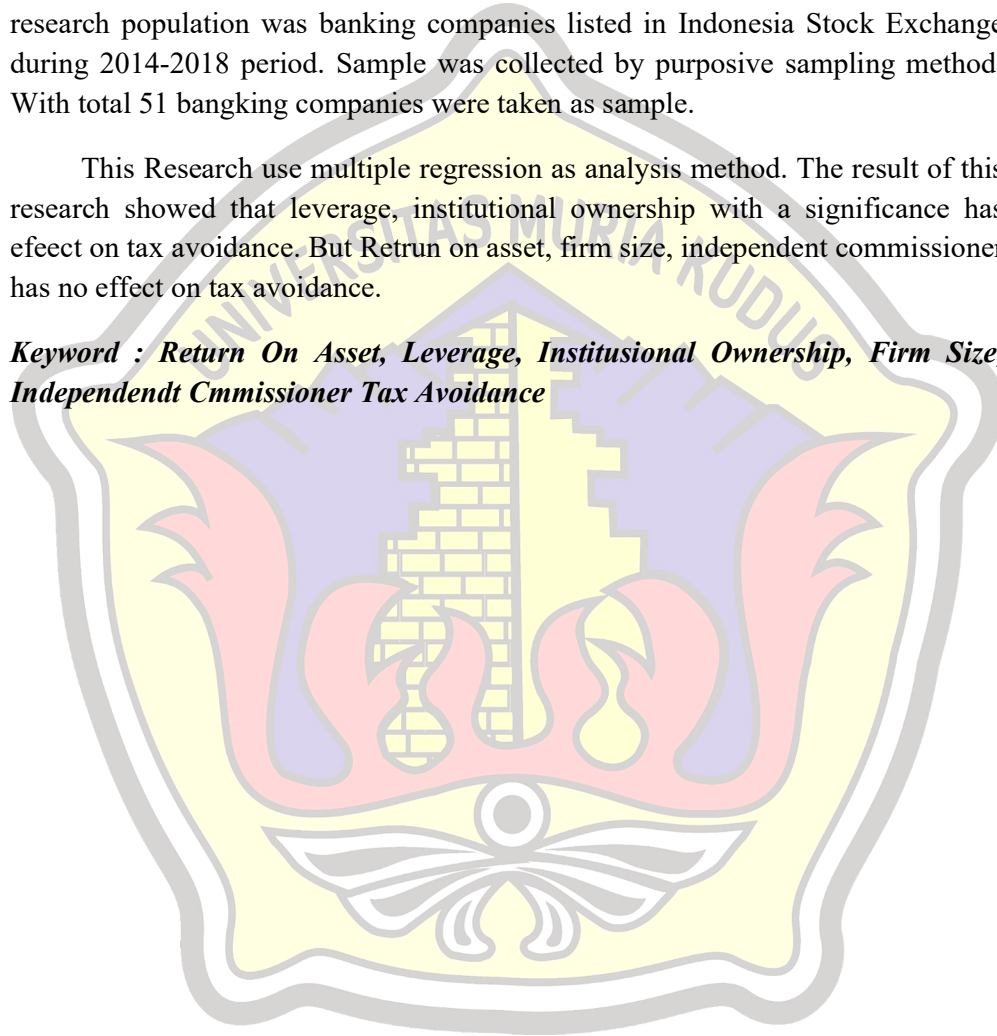 research population was banking companies listed in Indonesia Stock Exchange
during 2014-2018 period. Sample was collected by purposive sampling method
With total 51 bangking companies were taken as sample.
This Research use multiple regression as analysis method. The result of this
research showed that leverage, institutional ownership with a significance has
efeect on tax avoidance. But Retrun on asset, firm size, independent commissioner
has no effect on tax avoidance.
UNIVERSITAS MURIA KUDUS
Keyword : Return On Asset, Leverage, Institusional Ownership, Firm Size,
Independendt Cmmissioner Tax Avoidance